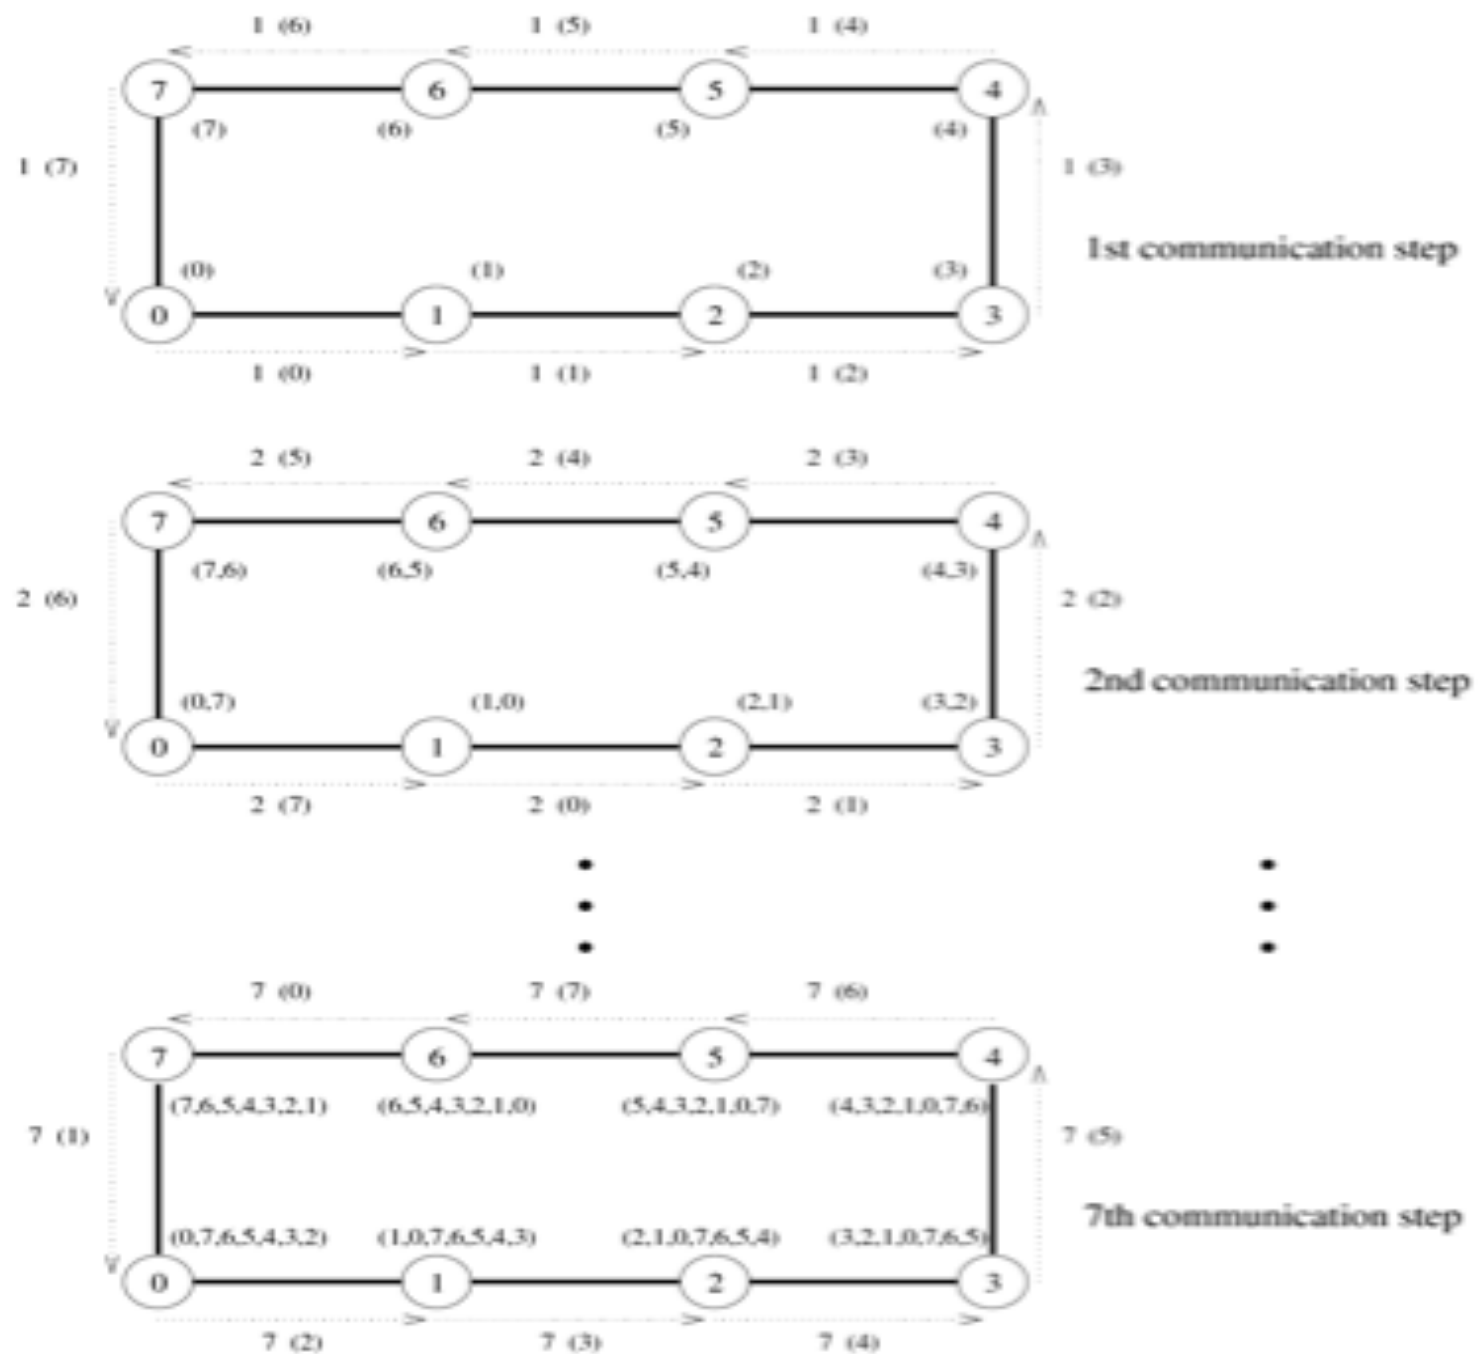 1 (6) 1 (5) 1 (4)
7 6 5 4
(7) (6) (5) (4)
1 (7) 1 (3)
1st communication step
(0) (1) (2) (3)
0 1 2 3
1 (0) 1 (1) 1 (2)
2 (5) 2 (4) 2 (3)
7 6 5 4
(7,6) (6,5) (5,4) (4,3)
2 (6) 2 (2)
2nd communication step
(0,7) (1,0) (2,1) (3,2)
0 1 2 3
2 (7) 2 (0) 2 (1)
7 (0) 7 (7) 7 (6)
7 6 5 4
(7,6,5,4,3,2,1) (6,5,4,3,2,1,0) (5,4,3,2,1,0,7) (4,3,2,1,0,7,6)
7 (1) 7 (5)
7th communication step
(0,7,6,5,4,3,2) (1,0,7,6,5,4,3) (2,1,0,7,6,5,4) (3,2,1,0,7,6,5)
0 1 2 3
7 (2) 7 (3) 7 (4)